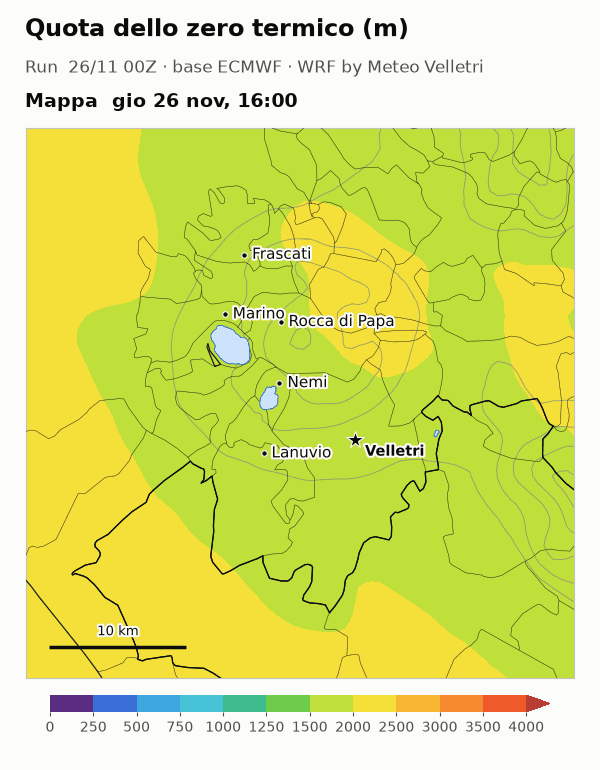 Quota dello zero termico (m)
Run  26/11 00Z · base ECMWF · WRF by Meteo Velletri
Mappa  gio 26 nov, 16:00
Frascati
Marino
Rocca di Papa
Nemi
Velletri
Lanuvio
10 km
0 250 500 750 1000 1250 1500 2000 2500 3000 3500 4000